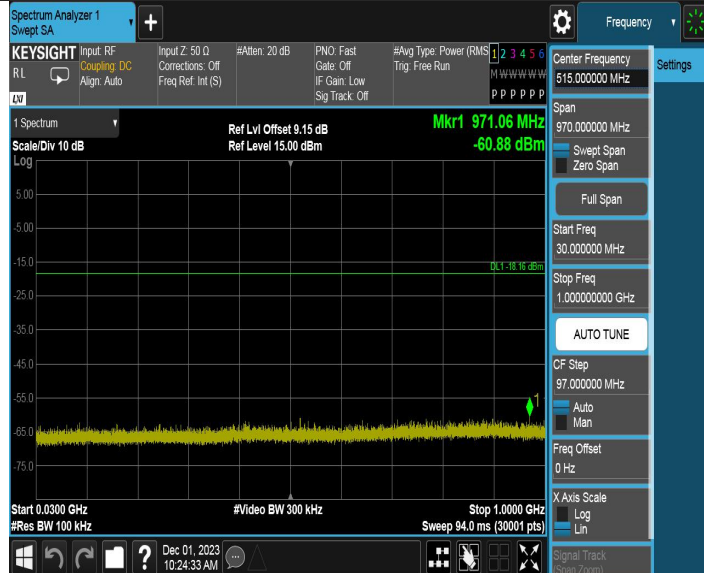 Spectrum Analyzer 1
Swept SA
Frequency
KEYSIGHT
RL
LXI
Input: RF
Coupling: DC
Align: Auto
Input Z: 50 Ω
Corrections: Off
Freq Ref: Int (S)
#Atten: 20 dB
PNO: Fast
Gate: Off
IF Gain: Low
Sig Track: Off
#Avg Type: Power (RMS
Trig: Free Run
1 2 3 4 5 6
M W W W W W
P P P P P P
Center Frequency
515.000000 MHz
Settings
Span
970.000000 MHz
Swept Span
Zero Span
Full Span
Start Freq
30.000000 MHz
Stop Freq
1.000000000 GHz
AUTO TUNE
CF Step
97.000000 MHz
Auto
Man
Freq Offset
0 Hz
X Axis Scale
Log
Lin
Signal Track
(Span Zoom)
1 Spectrum
Scale/Div 10 dB
Log
Ref Lvl Offset 9.15 dB
Ref Level 15.00 dBm
Mkr1 971.06 MHz
-60.88 dBm
5.00
-5.00
-15.0
DL1 -18.16 dBm
-25.0
-35.0
-45.0
-55.0
1
-65.0
-75.0
Start 0.0300 GHz
#Res BW 100 kHz
#Video BW 300 kHz
Stop 1.0000 GHz
Sweep 94.0 ms (30001 pts)
?
Dec 01, 2023
10:24:33 AM